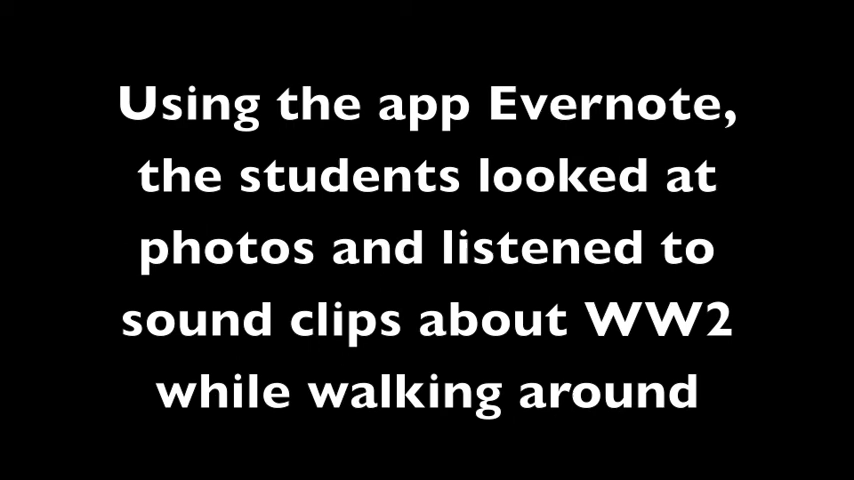 Using the app Evernote,
the students looked at
photos and listened to
sound clips about WW2
while walking around